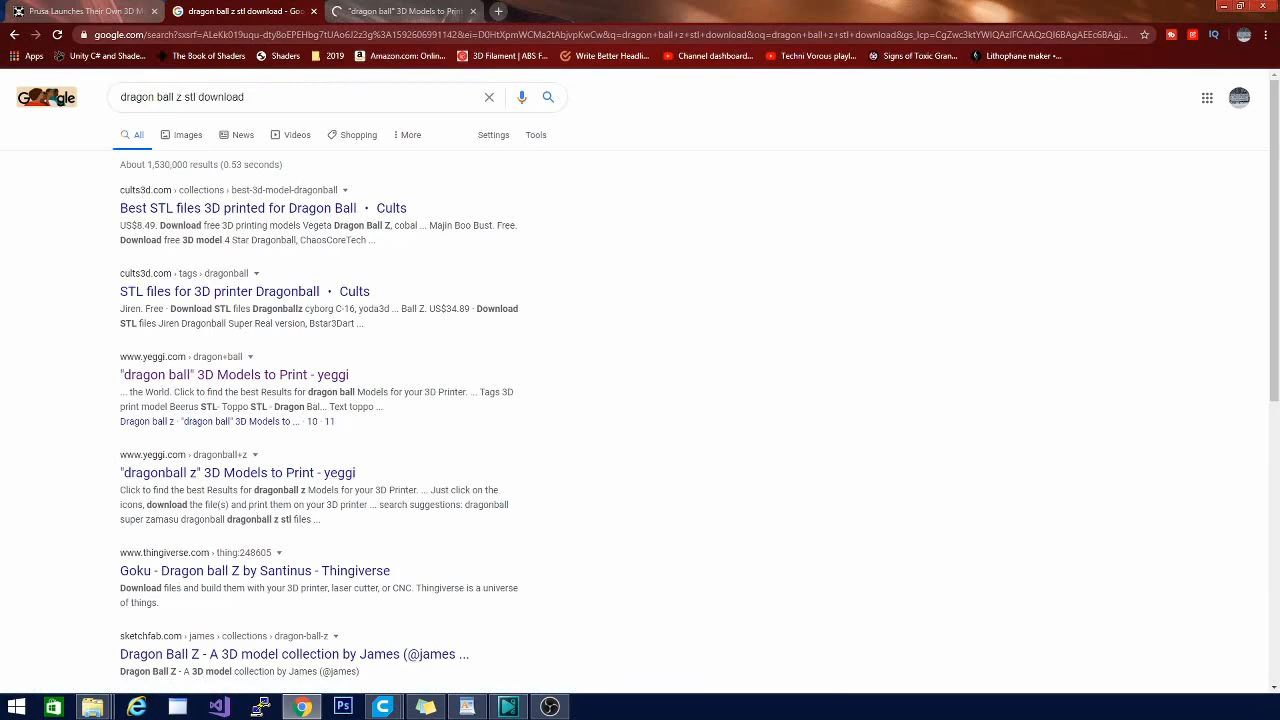 Prusa Launches Their Own 3D M
dragon ball z stl download - Goo
"dragon ball" 3D Models to Print
google.com/search?sxsrf=ALeKk019uqu-dty8oEPEHbg7tUAo6J2z3g%3A1592606991142&ei=D0HtXpmWCMa2tAbjvpKwCw&q=dragon+ball+z+stl+download&oq=dragon+ball+z+stl+download&gs_lcp=CgZwc3ktYWIQAzIFCAAQzQI6BAgAEEc6BggAEAcQHjoECAAQ...
Apps
Unity C# and Shader...
The Book of Shaders
Shaders
2019
Amazon.com: Onlin...
3D Filament | ABS F...
Write Better Headlin...
Channel dashboard...
Techni Vorous playl...
Signs of Toxic Gran...
Lithophane maker •...
dragon ball z stl download
All
Images
News
Videos
Shopping
More
Settings
Tools
About 1,530,000 results (0.53 seconds)
cults3d.com › collections › best-3d-model-dragonball
Best STL files 3D printed for Dragon Ball ・ Cults
US$8.49. Download free 3D printing models Vegeta Dragon Ball Z, cobal ... Majin Boo Bust. Free.
Download free 3D model 4 Star Dragonball, ChaosCoreTech ...
cults3d.com › tags › dragonball
STL files for 3D printer Dragonball ・ Cults
Jiren. Free · Download STL files Dragonballz cyborg C-16, yoda3d ... Ball Z. US$34.89 · Download
STL files Jiren Dragonball Super Real version, Bstar3Dart ...
www.yeggi.com › dragon+ball
"dragon ball" 3D Models to Print - yeggi
... the World. Click to find the best Results for dragon ball Models for your 3D Printer. ... Tags 3D
print model Beerus STL- Toppo STL - Dragon Bal... Text toppo ...
Dragon ball z · "dragon ball" 3D Models to ... · 10 · 11
www.yeggi.com › dragonball+z
"dragonball z" 3D Models to Print - yeggi
Click to find the best Results for dragonball z Models for your 3D Printer. ... Just click on the
icons, download the file(s) and print them on your 3D printer ... search suggestions: dragonball
super zamasu dragonball dragonball z stl files ...
www.thingiverse.com › thing:248605
Goku - Dragon ball Z by Santinus - Thingiverse
Download files and build them with your 3D printer, laser cutter, or CNC. Thingiverse is a universe
of things.
sketchfab.com › james › collections › dragon-ball-z
Dragon Ball Z - A 3D model collection by James (@james ...
Dragon Ball Z - A 3D model collection by James (@james)